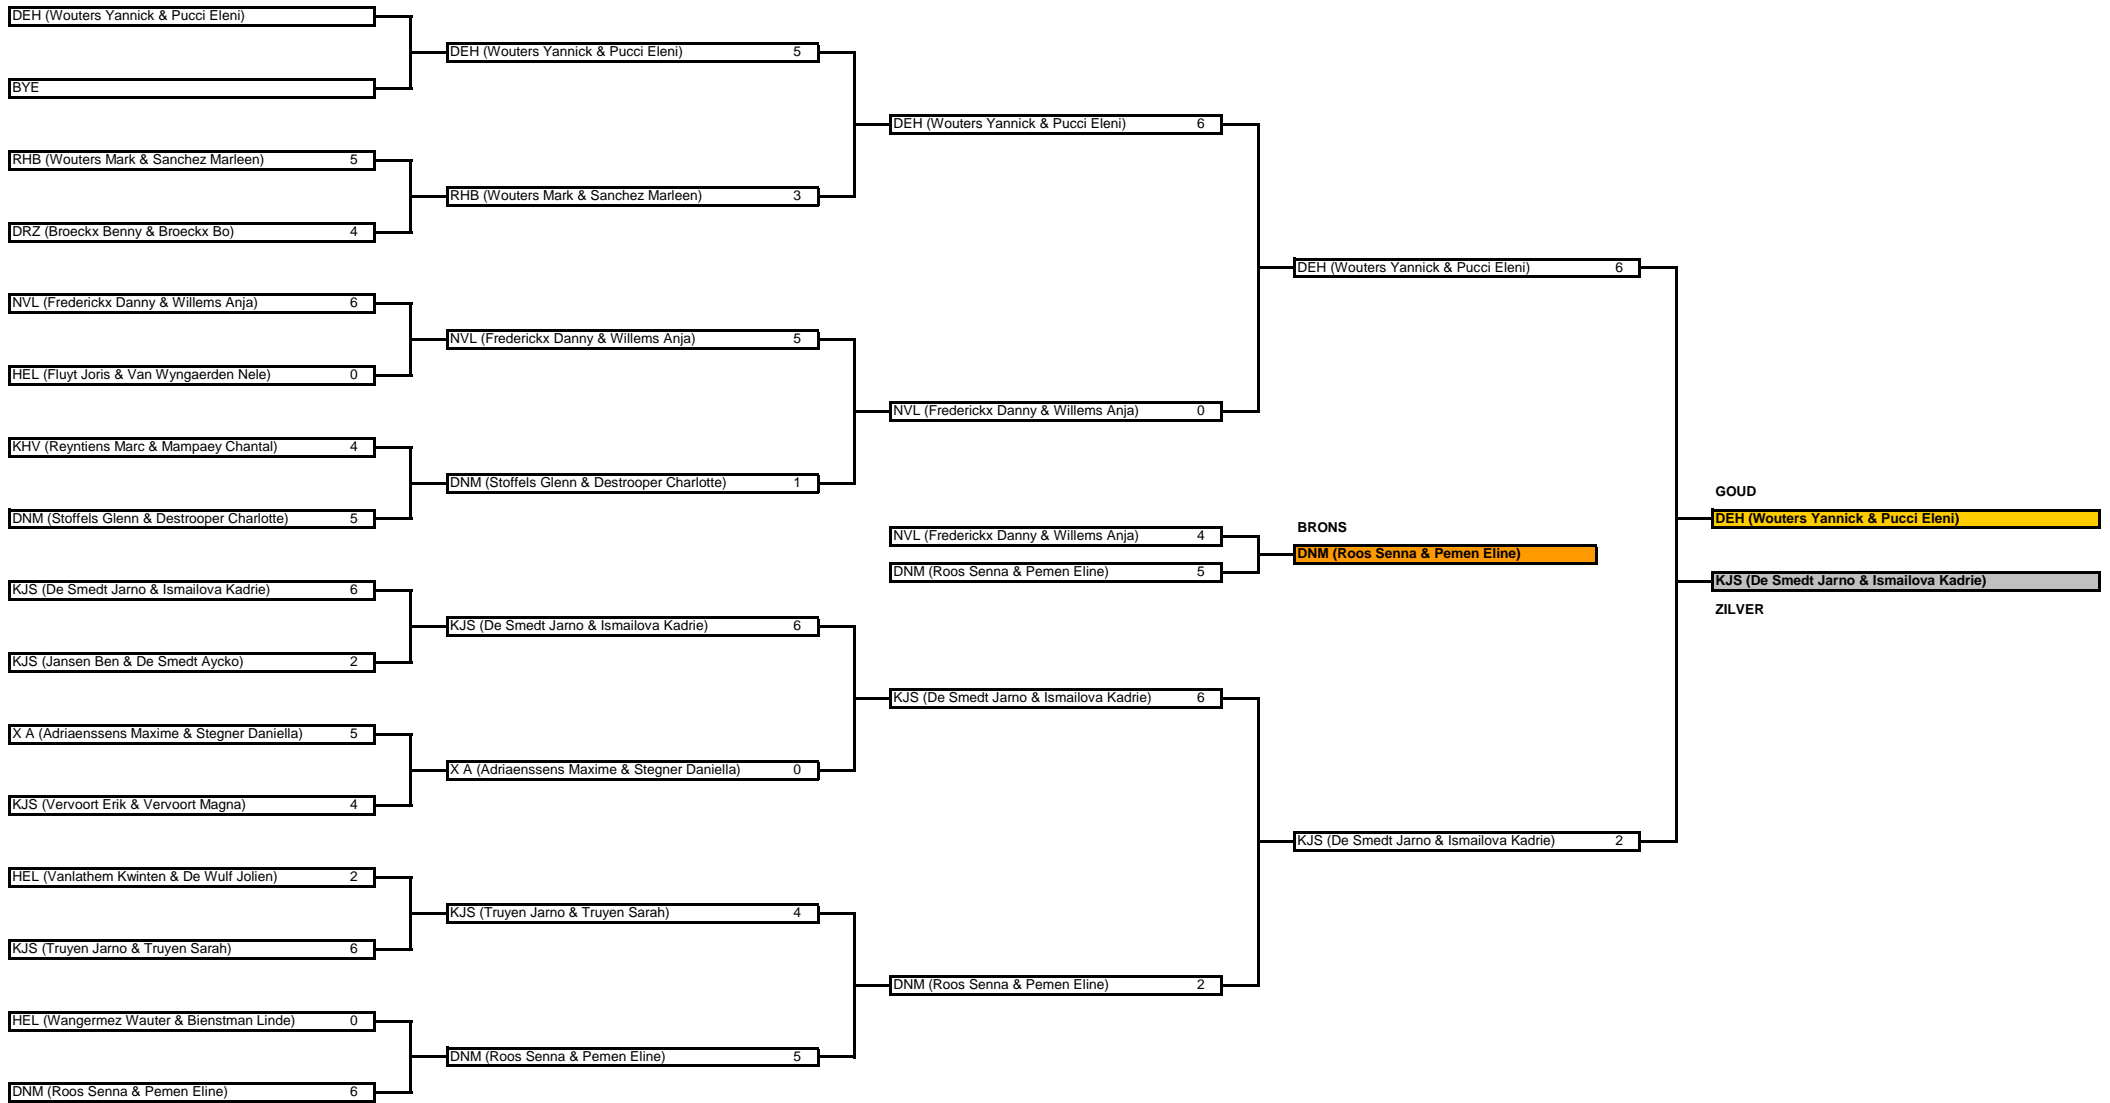 DEH (Wouters Yannick & Pucci Eleni)
BYE
RHB (Wouters Mark & Sanchez Marleen) 5
DRZ (Broeckx Benny & Broeckx Bo) 4
NVL (Frederickx Danny & Willems Anja) 6
HEL (Fluyt Joris & Van Wyngaerden Nele) 0
KHV (Reyntiens Marc & Mampaey Chantal) 4
DNM (Stoffels Glenn & Destrooper Charlotte) 5
KJS (De Smedt Jarno & Ismailova Kadrie) 6
KJS (Jansen Ben & De Smedt Aycko) 2
X A (Adriaenssens Maxime & Stegner Daniella) 5
KJS (Vervoort Erik & Vervoort Magna) 4
HEL (Vanlathem Kwinten & De Wulf Jolien) 2
KJS (Truyen Jarno & Truyen Sarah) 6
HEL (Wangermez Wauter & Bienstman Linde) 0
DNM (Roos Senna & Pemen Eline) 6
DEH (Wouters Yannick & Pucci Eleni) 5
RHB (Wouters Mark & Sanchez Marleen) 3
NVL (Frederickx Danny & Willems Anja) 5
DNM (Stoffels Glenn & Destrooper Charlotte) 1
KJS (De Smedt Jarno & Ismailova Kadrie) 6
X A (Adriaenssens Maxime & Stegner Daniella) 0
KJS (Truyen Jarno & Truyen Sarah) 4
DNM (Roos Senna & Pemen Eline) 5
DEH (Wouters Yannick & Pucci Eleni) 6
NVL (Frederickx Danny & Willems Anja) 0
NVL (Frederickx Danny & Willems Anja) 4
DNM (Roos Senna & Pemen Eline) 5
KJS (De Smedt Jarno & Ismailova Kadrie) 6
DNM (Roos Senna & Pemen Eline) 2
DEH (Wouters Yannick & Pucci Eleni) 6
BRONS
DNM (Roos Senna & Pemen Eline)
KJS (De Smedt Jarno & Ismailova Kadrie) 2
GOUD
DEH (Wouters Yannick & Pucci Eleni)
KJS (De Smedt Jarno & Ismailova Kadrie)
ZILVER